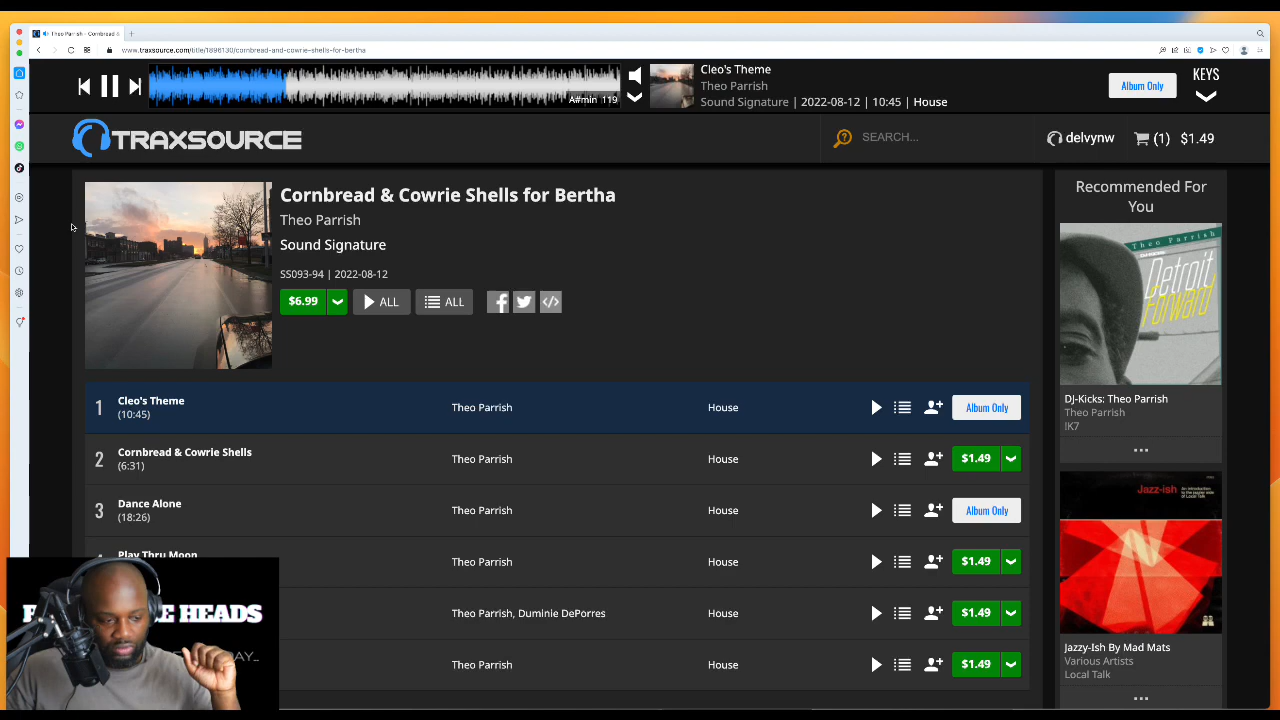 Theo Parrish - Cornbread &
www.traxsource.com/title/1896130/cornbread-and-cowrie-shells-for-bertha
A#min 119
Cleo's Theme
Theo Parrish
Sound Signature | 2022-08-12 | 10:45 | House
Album Only
KEYS
TRAXSOURCE
SEARCH...
delvynw
(1) $1.49
Cornbread & Cowrie Shells for Bertha
Theo Parrish
Sound Signature
SS093-94 | 2022-08-12
$6.99
ALL
ALL
Recommended For
You
Theo Parrish
Detroit
Forward
DJ-Kicks: Theo Parrish
Theo Parrish
!K7
1 Cleo's Theme
(10:45)
Theo Parrish
House
Album Only
2 Cornbread & Cowrie Shells
(6:31)
Theo Parrish
House
$1.49
3 Dance Alone
(18:26)
Theo Parrish
House
Album Only
Play Thru Moon
Theo Parrish
House
$1.49
Theo Parrish, Duminie DePorres
House
$1.49
Theo Parrish
House
$1.49
Jazz-ish
Jazzy-Ish By Mad Mats
Various Artists
Local Talk
HEADS